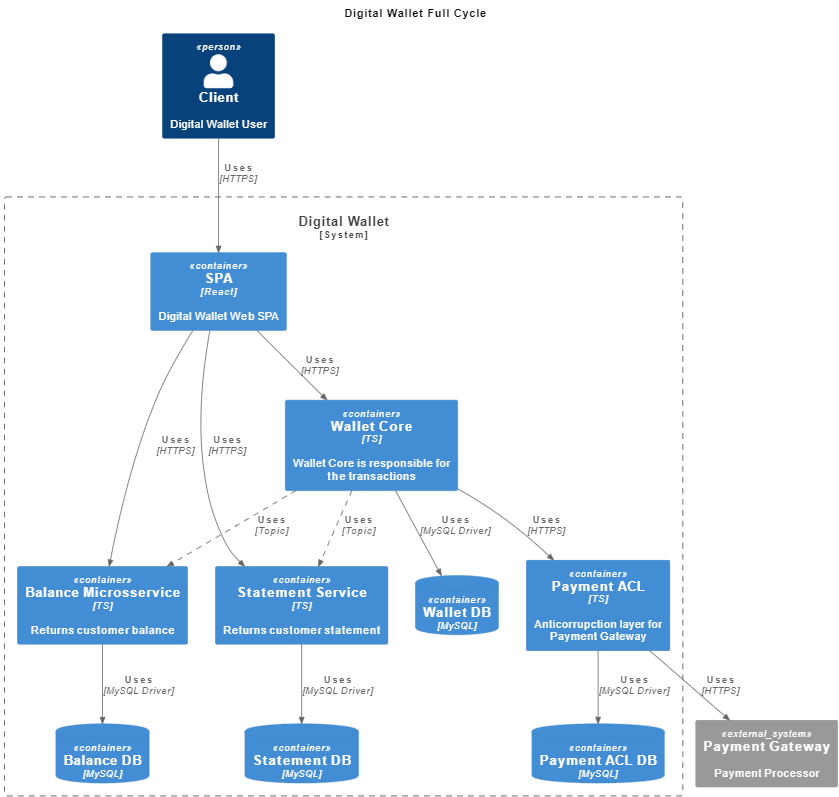 Digital Wallet Full Cycle
«person»
Client
Digital Wallet User
Uses
[HTTPS]
Digital Wallet
[System]
«container»
SPA
[React]
Digital Wallet Web SPA
Uses
[HTTPS]
«container»
Wallet Core
[TS]
Wallet Core is responsible for
the transactions
Uses
[HTTPS]
Uses
[HTTPS]
Uses
[Topic]
Uses
[Topic]
Uses
[MySQL Driver]
Uses
[HTTPS]
«container»
Balance Microsservice
[TS]
Returns customer balance
«container»
Statement Service
[TS]
Returns customer statement
«container»
Wallet DB
[MySQL]
«container»
Payment ACL
[TS]
Anticorrupction layer for
Payment Gateway
Uses
[MySQL Driver]
Uses
[MySQL Driver]
Uses
[MySQL Driver]
Uses
[HTTPS]
«container»
Balance DB
[MySQL]
«container»
Statement DB
[MySQL]
«container»
Payment ACL DB
[MySQL]
«external_system»
Payment Gateway
Payment Processor